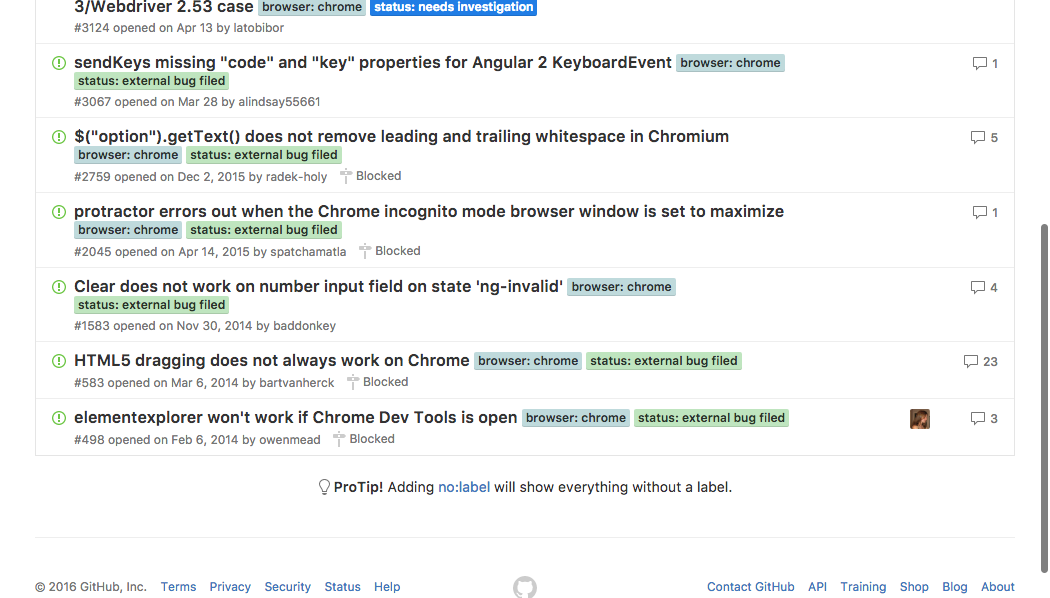 3/Webdriver 2.53 case browser: chrome status: needs investigation
#3124 opened on Apr 13 by latobibor
sendKeys missing "code" and "key" properties for Angular 2 KeyboardEvent browser: chrome 1
status: external bug filed
#3067 opened on Mar 28 by alindsay55661
$("option").getText() does not remove leading and trailing whitespace in Chromium 5
browser: chrome status: external bug filed
#2759 opened on Dec 2, 2015 by radek-holy Blocked
protractor errors out when the Chrome incognito mode browser window is set to maximize 1
browser: chrome status: external bug filed
#2045 opened on Apr 14, 2015 by spatchamatla Blocked
Clear does not work on number input field on state 'ng-invalid' browser: chrome 4
status: external bug filed
#1583 opened on Nov 30, 2014 by baddonkey
HTML5 dragging does not always work on Chrome browser: chrome status: external bug filed 23
#583 opened on Mar 6, 2014 by bartvanherck Blocked
elementexplorer won't work if Chrome Dev Tools is open browser: chrome status: external bug filed 3
#498 opened on Feb 6, 2014 by owenmead Blocked
ProTip! Adding no:label will show everything without a label.
© 2016 GitHub, Inc. Terms Privacy Security Status Help Contact GitHub API Training Shop Blog About